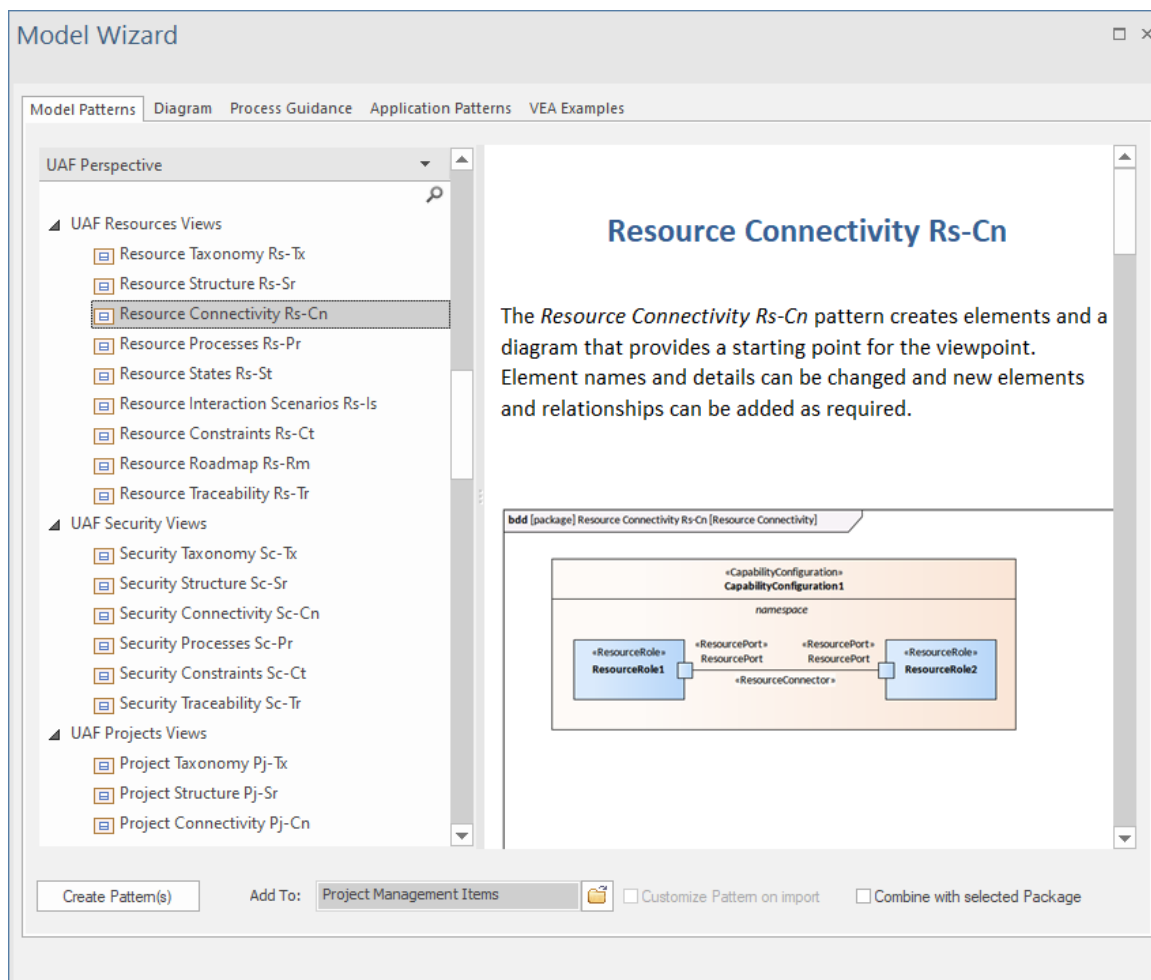 Model Wizard
Model Patterns Diagram Process Guidance Application Patterns VEA Examples
UAF Perspective
UAF Resources Views
Resource Taxonomy Rs-Tx
Resource Structure Rs-Sr
Resource Connectivity Rs-Cn
Resource Processes Rs-Pr
Resource States Rs-St
Resource Interaction Scenarios Rs-Is
Resource Constraints Rs-Ct
Resource Roadmap Rs-Rm
Resource Traceability Rs-Tr
UAF Security Views
Security Taxonomy Sc-Tx
Security Structure Sc-Sr
Security Connectivity Sc-Cn
Security Processes Sc-Pr
Security Constraints Sc-Ct
Security Traceability Sc-Tr
UAF Projects Views
Project Taxonomy Pj-Tx
Project Structure Pj-Sr
Project Connectivity Pj-Cn
Resource Connectivity Rs-Cn
The Resource Connectivity Rs-Cn pattern creates elements and a
diagram that provides a starting point for the viewpoint.
Element names and details can be changed and new elements
and relationships can be added as required.
bdd [package] Resource Connectivity Rs-Cn [Resource Connectivity]
«CapabilityConfiguration»
CapabilityConfiguration1
namespace
«ResourceRole»
ResourceRole1
«ResourcePort»
ResourcePort
«ResourcePort»
ResourcePort
«ResourceConnector»
«ResourceRole»
ResourceRole2
Create Pattern(s) Add To: Project Management Items Customize Pattern on import Combine with selected Package